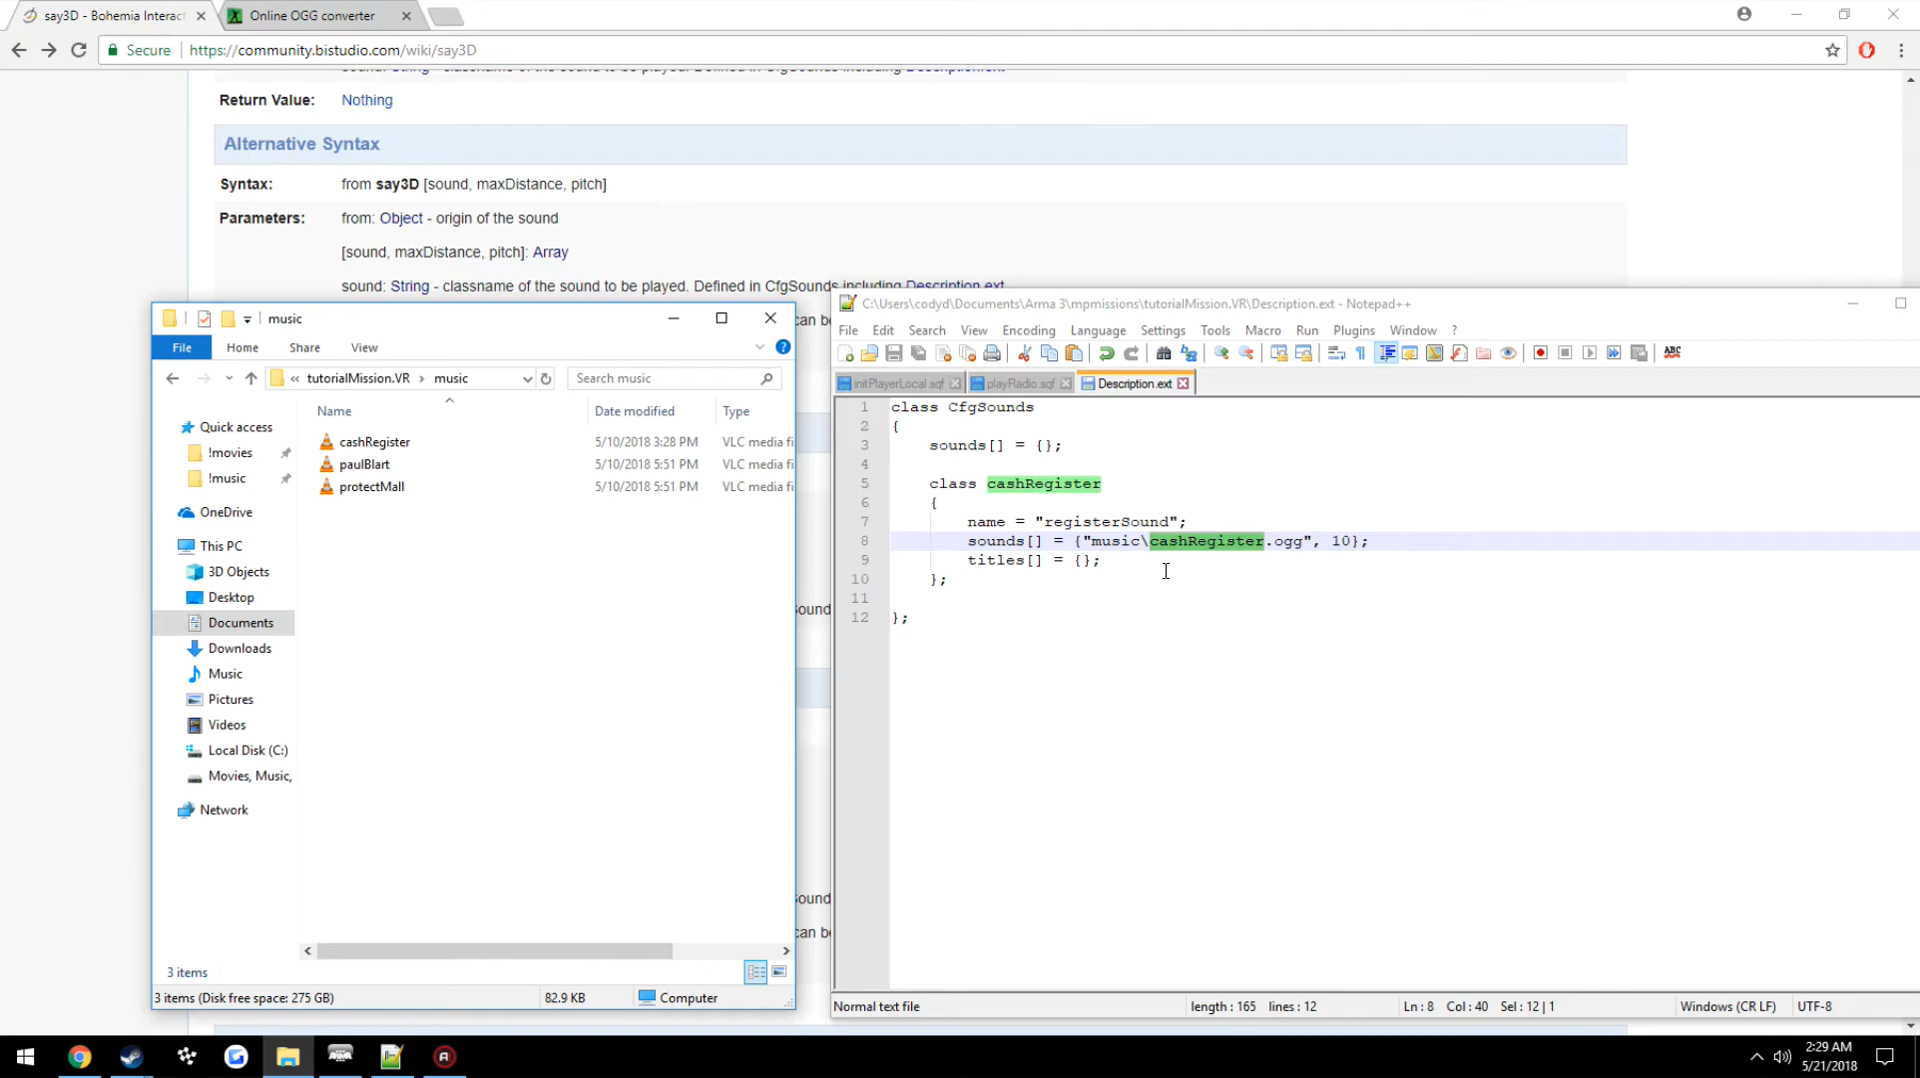 say3D - Bohemia Interact
Online OGG converter
Secure
https://community.bistudio.com/wiki/say3D
Return Value: Nothing
Alternative Syntax
Syntax: from say3D [sound, maxDistance, pitch]
Parameters: from: Object - origin of the sound
[sound, maxDistance, pitch]: Array
sound: String - classname of the sound to be played. Defined in CfgSounds including Description.ext
can be
Sound
Sound
can be
music
File Home Share View
« tutorialMission.VR › music
Search music
Quick access
!movies
!music
OneDrive
This PC
3D Objects
Desktop
Documents
Downloads
Music
Pictures
Videos
Local Disk (C:)
Movies, Music,
Network
Name Date modified Type
cashRegister 5/10/2018 3:28 PM VLC media fi
paulBlart 5/10/2018 5:51 PM VLC media fi
protectMall 5/10/2018 5:51 PM VLC media fi
3 items
3 items (Disk free space: 275 GB) 82.9 KB Computer
C:\Users\codyd\Documents\Arma 3\mpmissions\tutorialMission.VR\Description.ext - Notepad++
File Edit Search View Encoding Language Settings Tools Macro Run Plugins Window ?
ABC
initPlayerLocal.sqf playRadio.sqf Description.ext
1 class CfgSounds
2 {
3 sounds[] = {};
4
5 class cashRegister
6 {
7 name = "registerSound";
8 sounds[] = {"music\cashRegister.ogg", 10};
9 titles[] = {};
10 };
11
12 };
Normal text file length : 165 lines : 12 Ln : 8 Col : 40 Sel : 12 | 1 Windows (CR LF) UTF-8
2:29 AM
5/21/2018